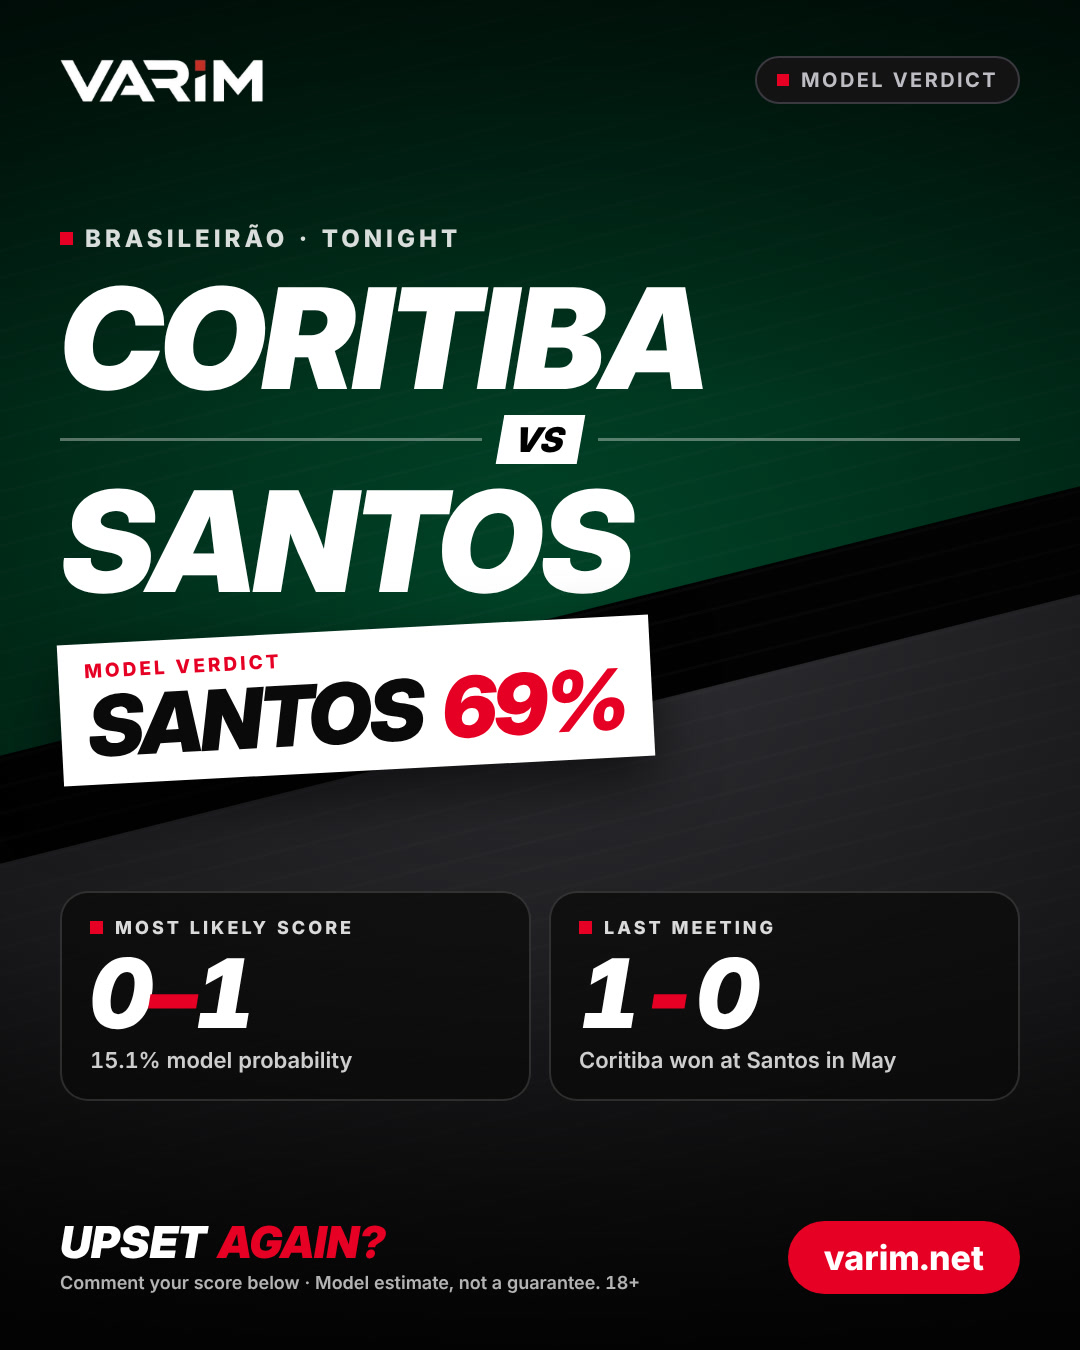 VARiM
MODEL VERDICT
BRASILEIRÃO · TONIGHT
CORITIBA
VS
SANTOS
MODEL VERDICT
SANTOS 69%
MOST LIKELY SCORE
0–1
15.1% model probability
LAST MEETING
1-0
Coritiba won at Santos in May
UPSET AGAIN?
Comment your score below · Model estimate, not a guarantee. 18+
varim.net